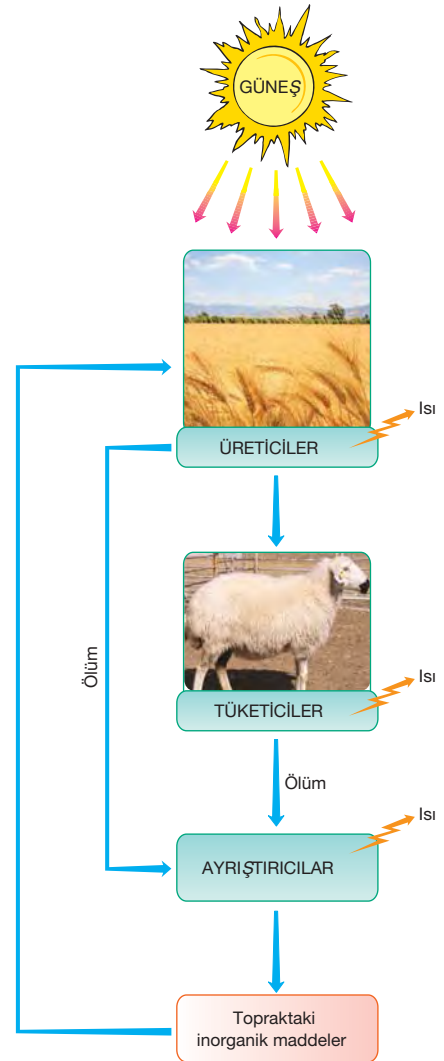 GÜNEŞ
Isı
ÜRETİCİLER
Isı
TÜKETİCİLER
Ölüm
Ölüm
Isı
AYRIŞTIRICILAR
Topraktaki
inorganik maddeler